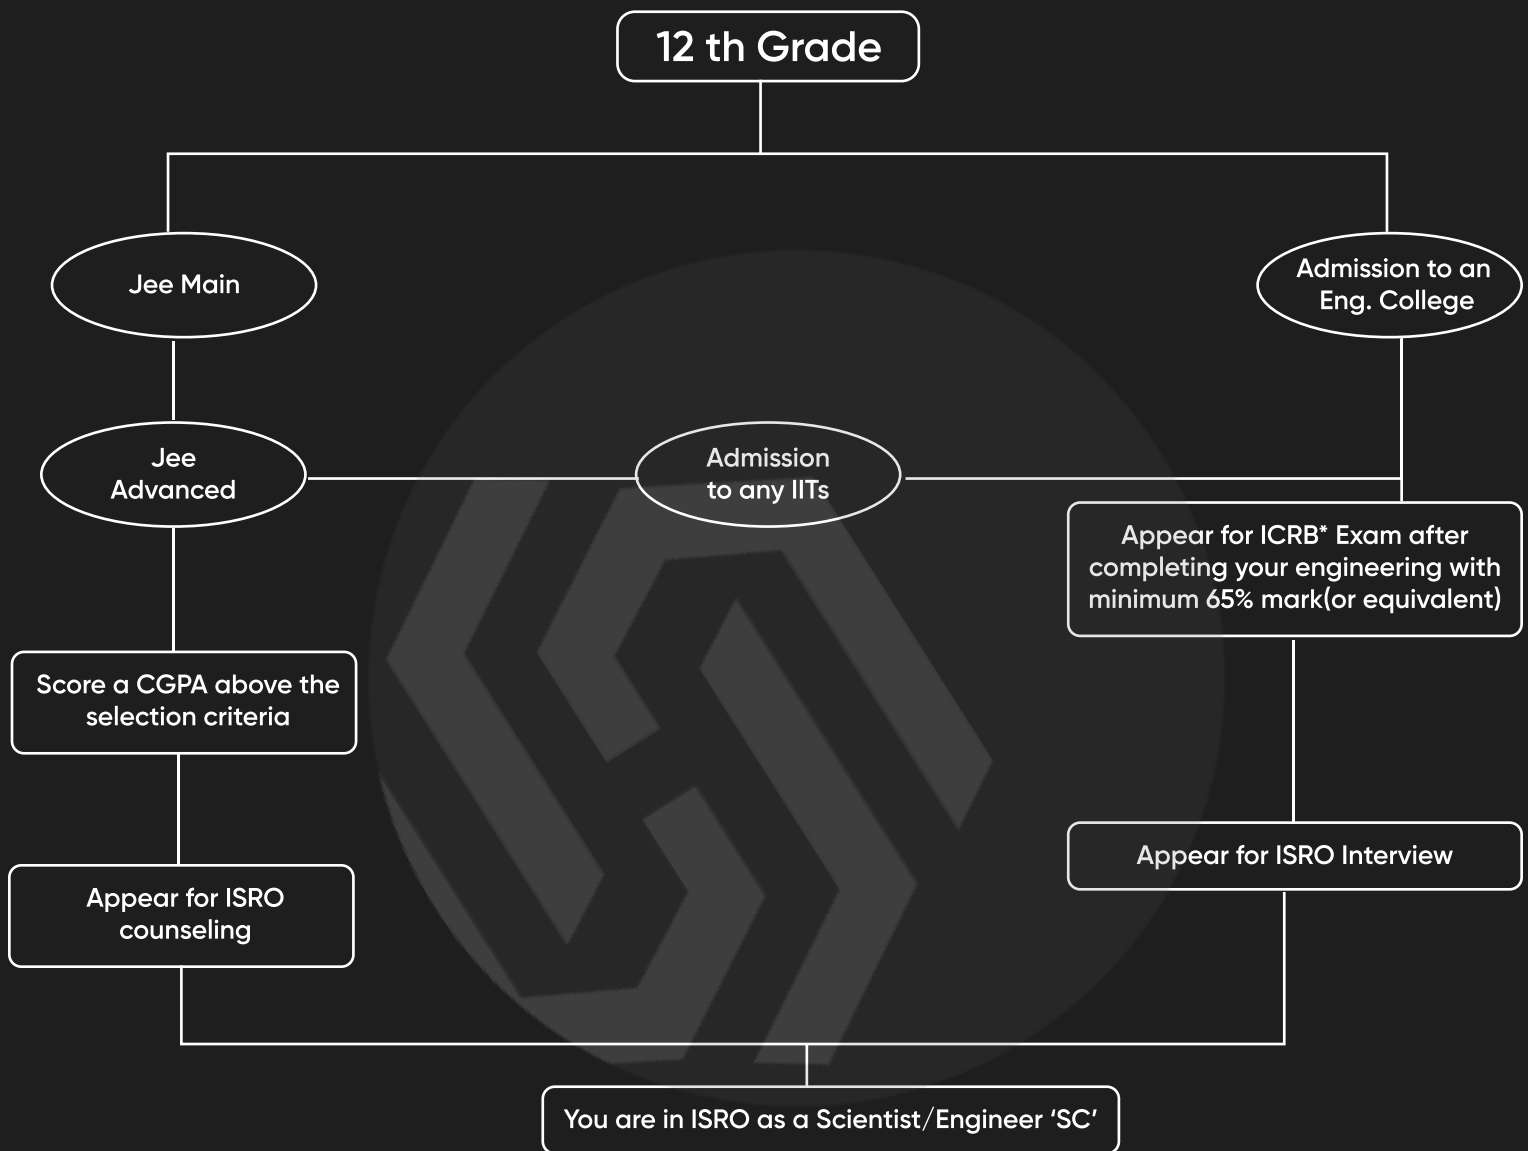 12 th Grade
Jee Main
Admission to an
Eng. College
Jee
Advanced
Admission
to any IITs
Appear for ICRB* Exam after
completing your engineering with
minimum 65% mark(or equivalent)
Score a CGPA above the
selection criteria
Appear for ISRO Interview
Appear for ISRO
counseling
You are in ISRO as a Scientist/Engineer ‘SC’